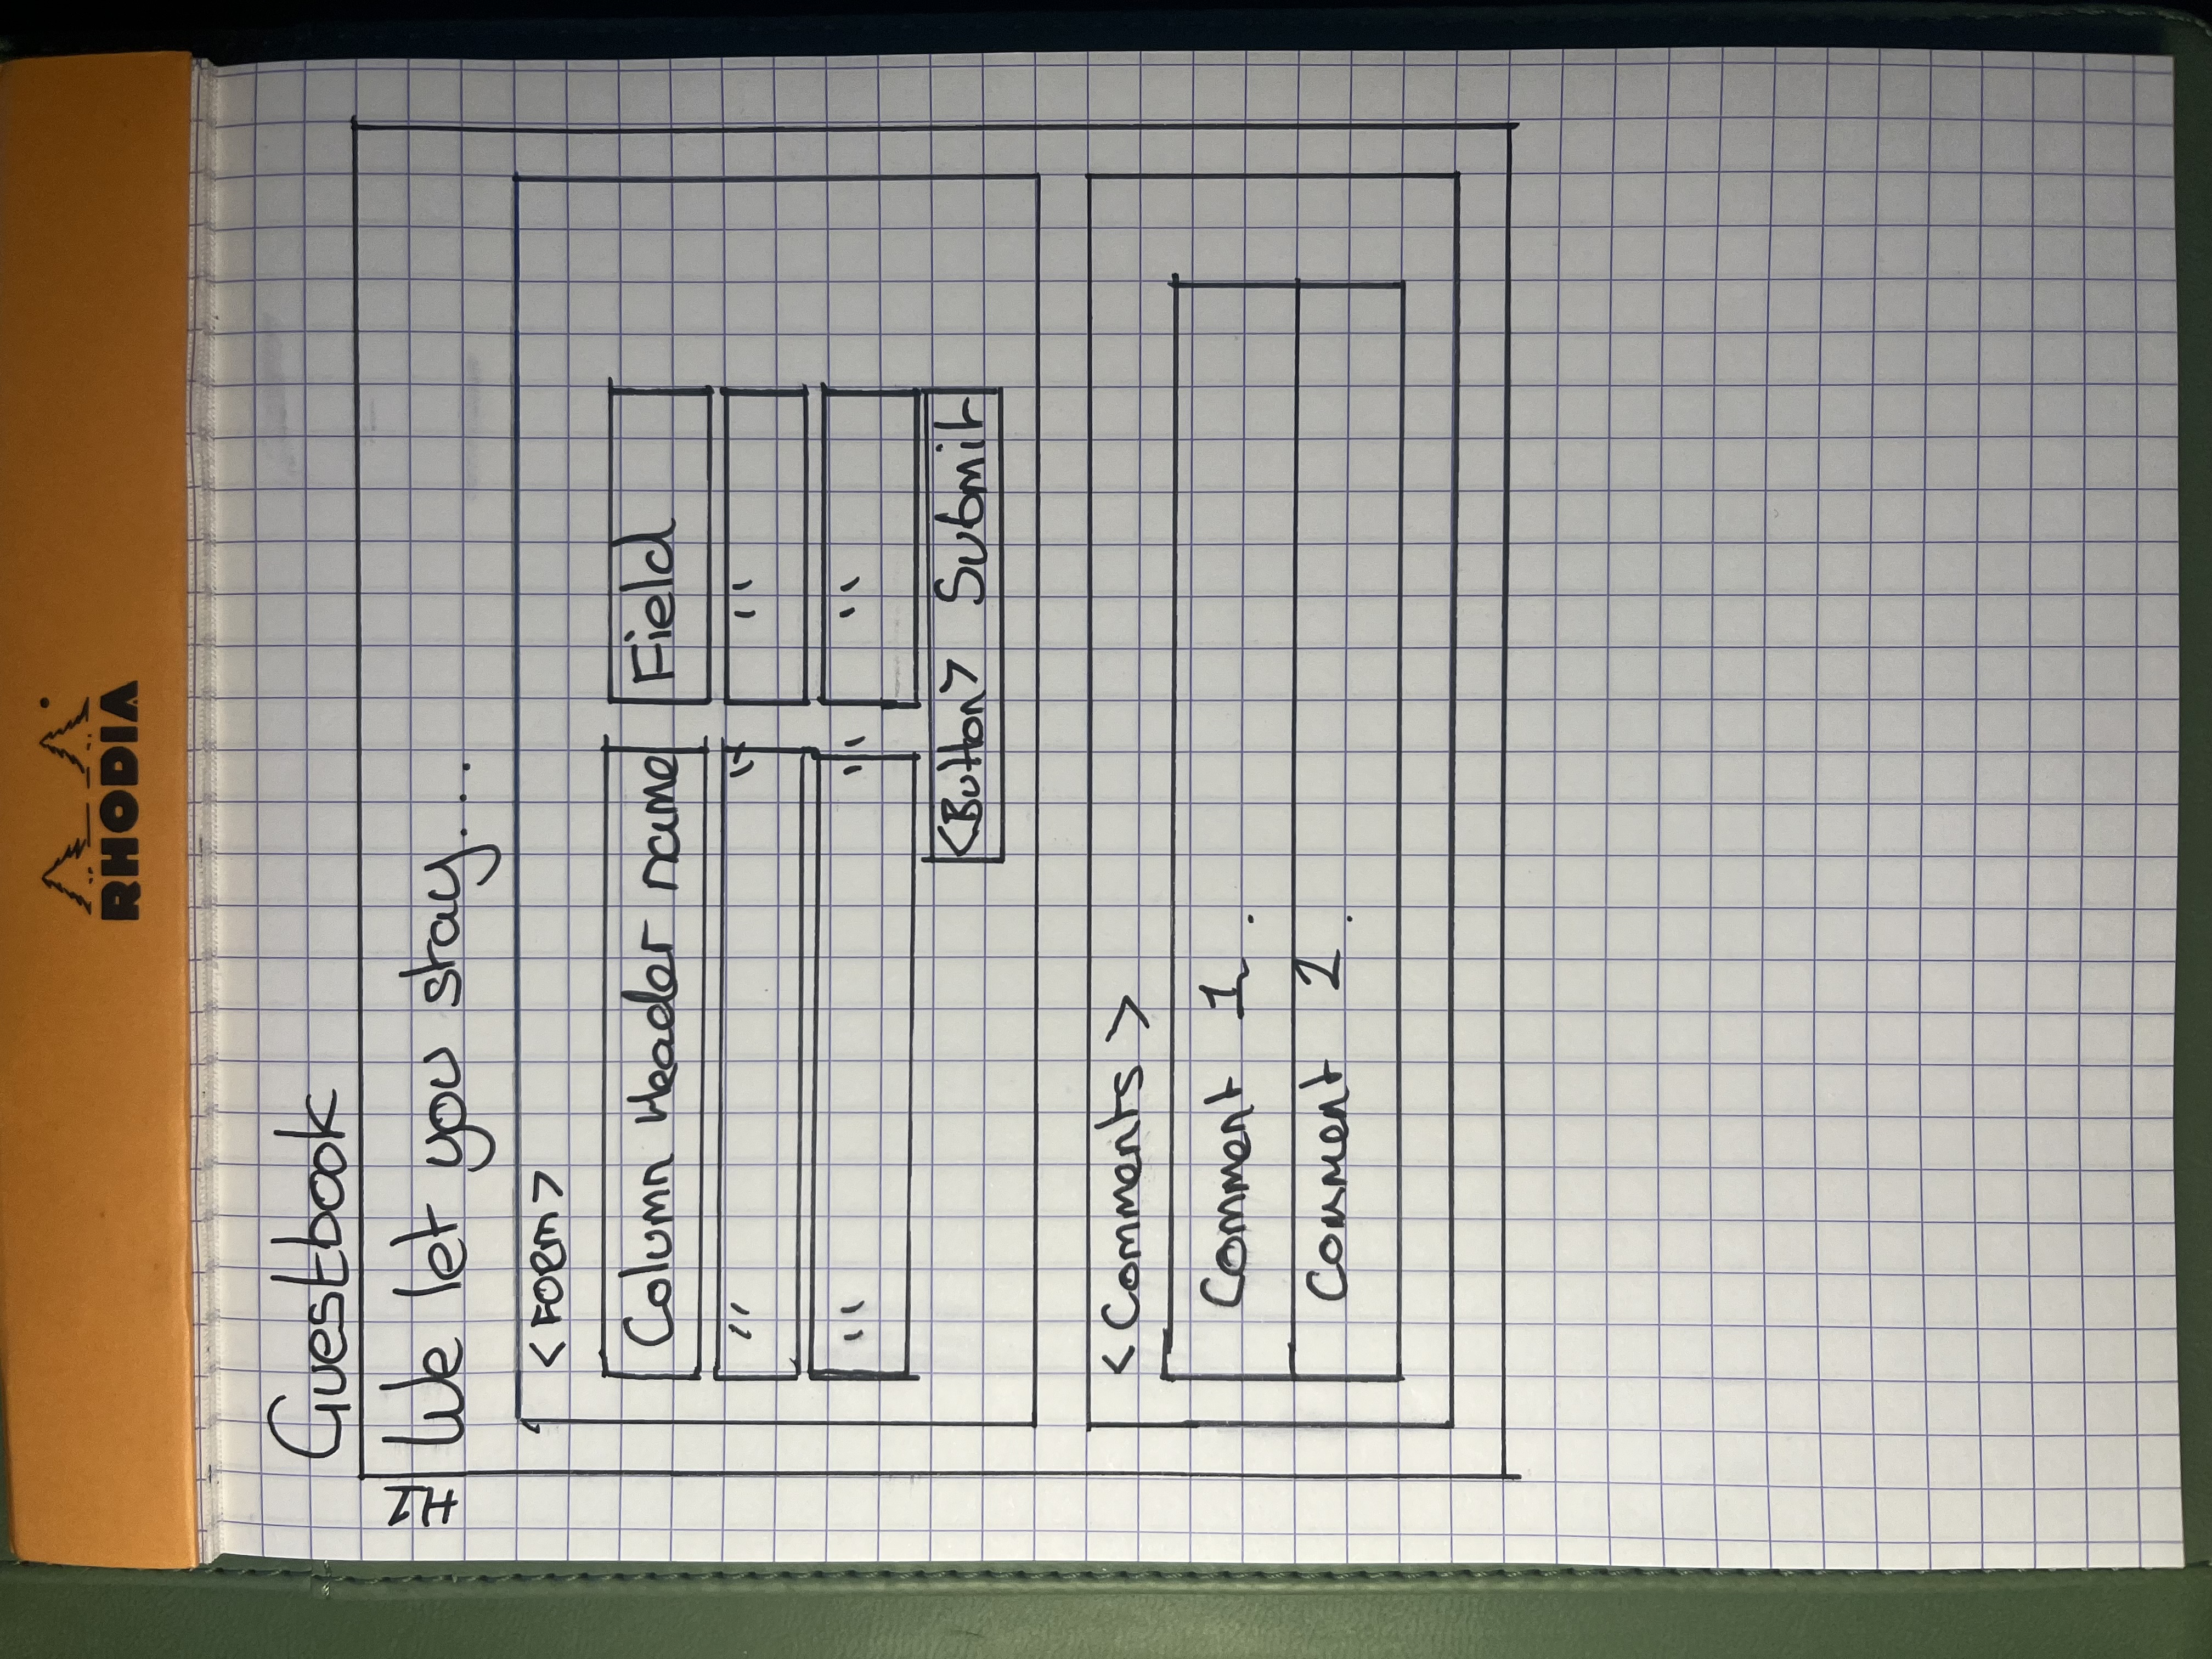 RHODIA
Guestbook
H1
We let you stay...
<FORM>
Column Header name Field
" " "
" " "
<Button> Submit
<Comments>
Comment 1.
Comment 2.